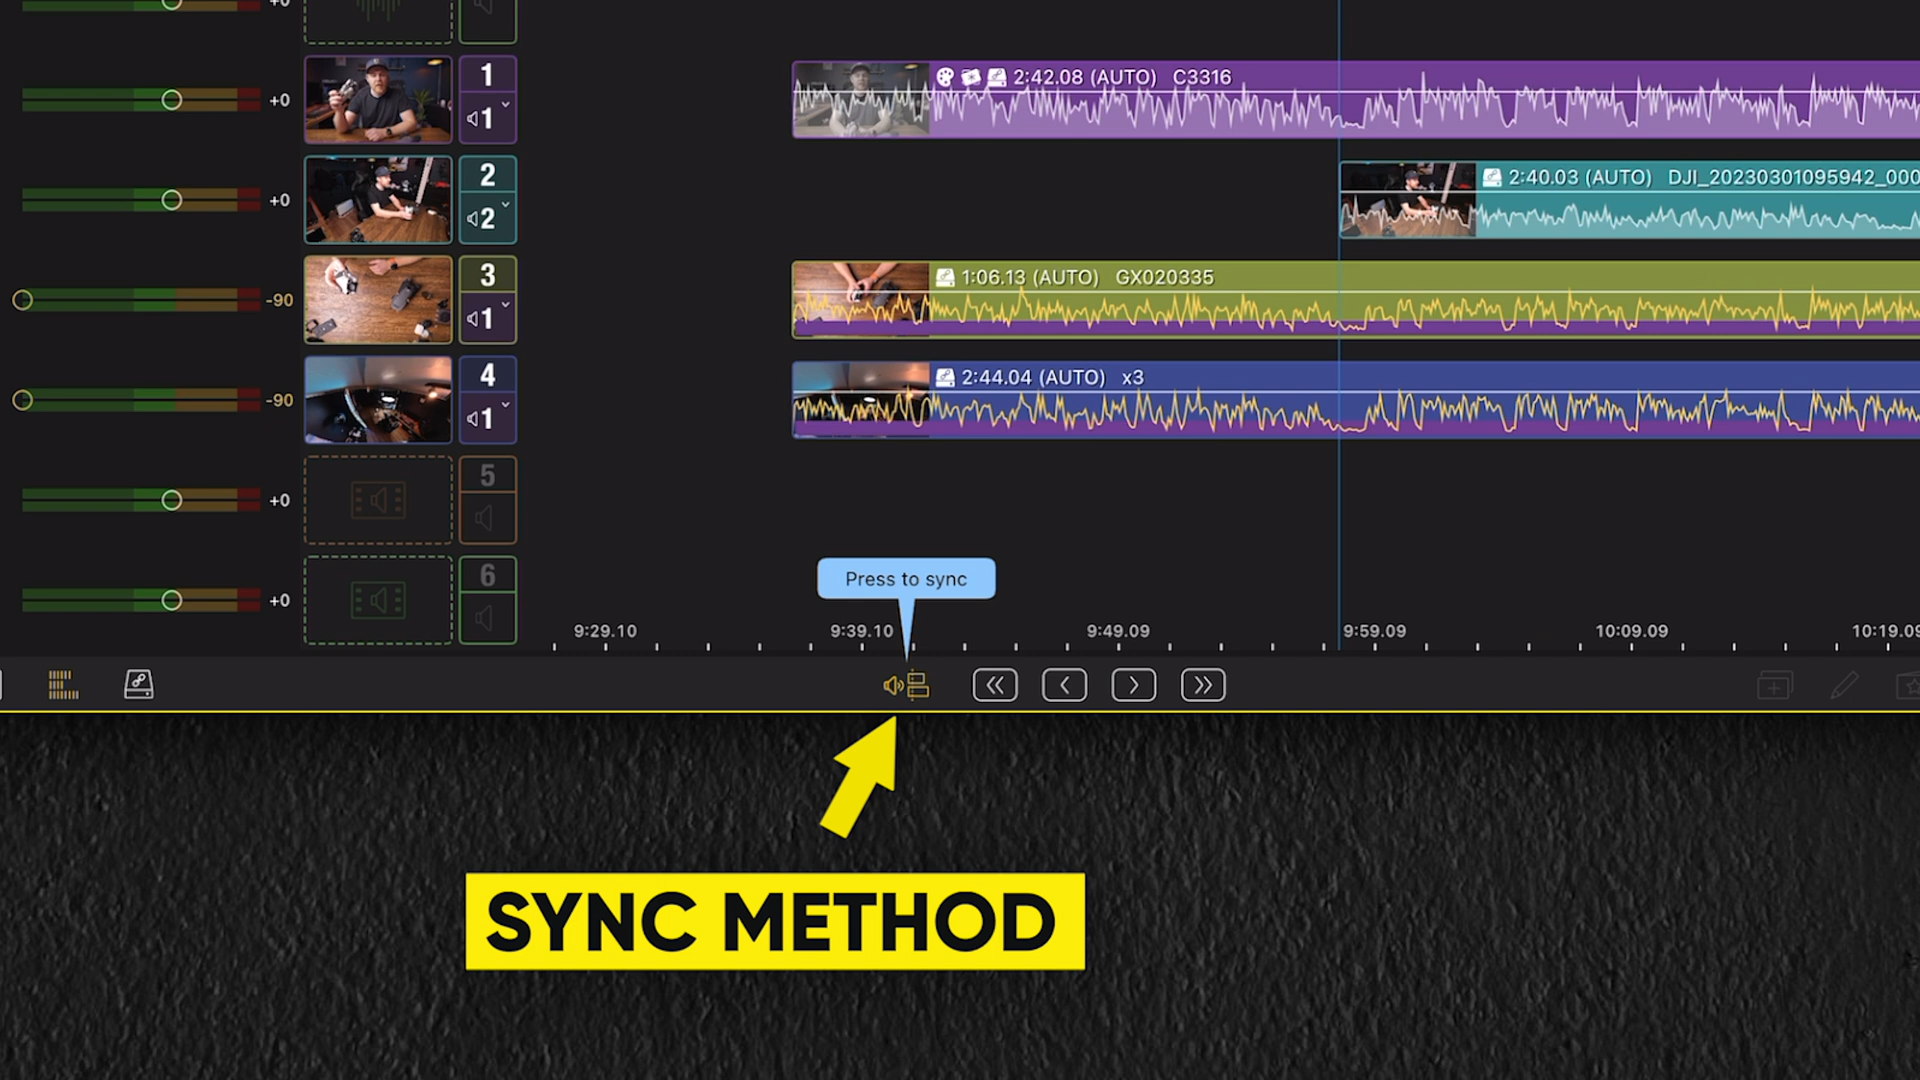 +0
1
1
+0
2:42.08 (AUTO) C3316
2
2
+0
2:40.03 (AUTO) DJI_20230301095942_000
3
1
-90
1:06.13 (AUTO) GX020335
4
1
-90
2:44.04 (AUTO) x3
5
+0
6
+0
Press to sync
9:29.10 9:39.10 9:49.09 9:59.09 10:09.09 10:19.09
SYNC METHOD